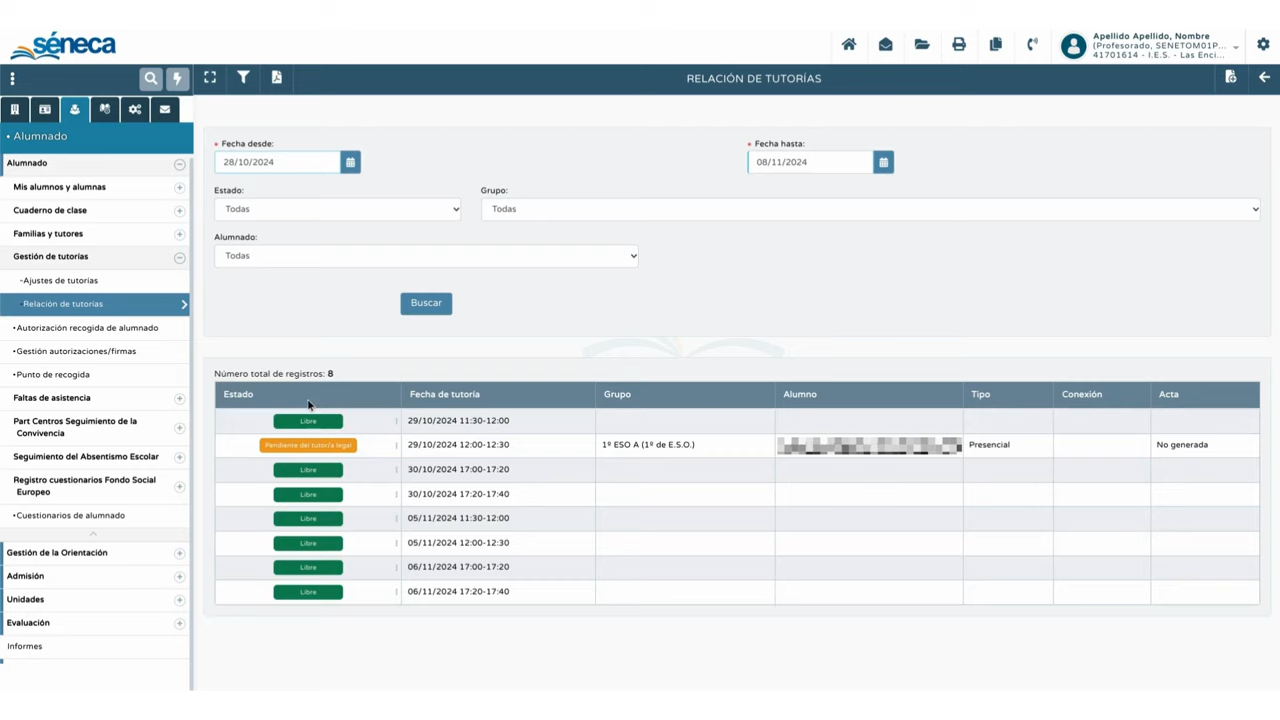 séneca
Apellido Apellido, Nombre
(Profesorado, SENETOM01P...
41701614 - I.E.S. - Las Enci...
RELACIÓN DE TUTORÍAS
• Alumnado
Alumnado
Mis alumnos y alumnas
Cuaderno de clase
Familias y tutores
Gestión de tutorías
-Ajustes de tutorías
-Relación de tutorías
•Autorización recogida de alumnado
•Gestión autorizaciones/firmas
•Punto de recogida
Faltas de asistencia
Part Centros Seguimiento de la
Convivencia
Seguimiento del Absentismo Escolar
Registro cuestionarios Fondo Social
Europeo
•Cuestionarios de alumnado
Gestión de la Orientación
Admisión
Unidades
Evaluación
Informes
* Fecha desde: * Fecha hasta:
28/10/2024 08/11/2024
Estado: Grupo:
Todas Todas
Alumnado:
Todas
Buscar
Número total de registros: 8
Estado Fecha de tutoría Grupo Alumno Tipo Conexión Acta
Libre 29/10/2024 11:30-12:00
Pendiente del tutor/a legal 29/10/2024 12:00-12:30 1º ESO A (1º de E.S.O.) Presencial No generada
Libre 30/10/2024 17:00-17:20
Libre 30/10/2024 17:20-17:40
Libre 05/11/2024 11:30-12:00
Libre 05/11/2024 12:00-12:30
Libre 06/11/2024 17:00-17:20
Libre 06/11/2024 17:20-17:40